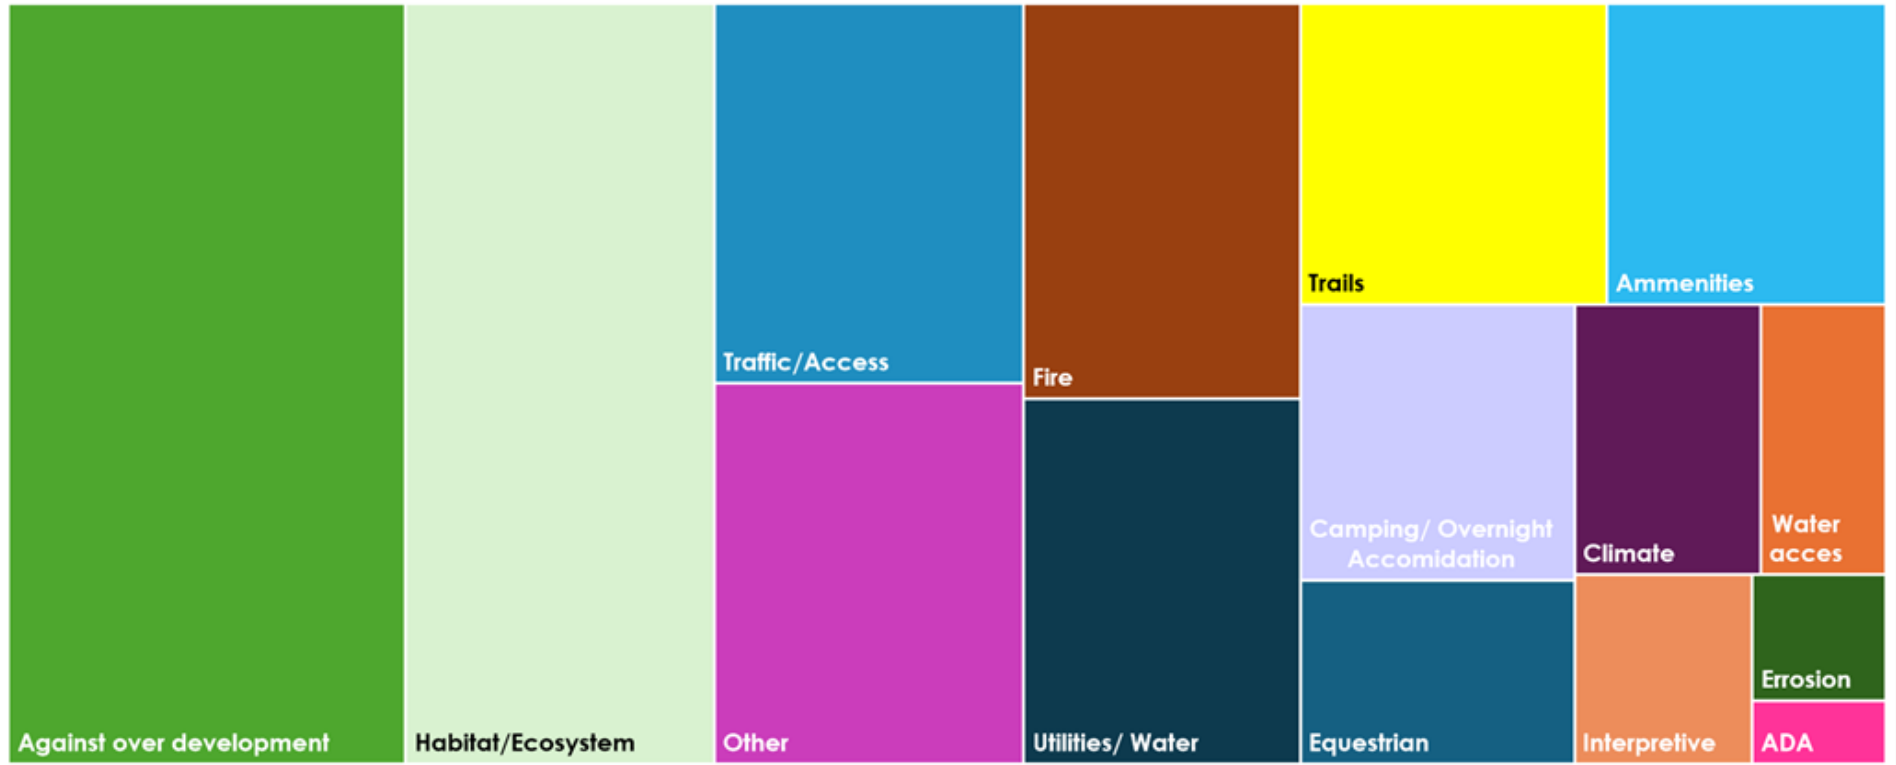 Against over development
Habitat/Ecosystem
Traffic/Access
Other
Fire
Utilities/ Water
Trails
Ammenities
Camping/ Overnight
Accomidation
Climate
Water
acces
Equestrian
Interpretive
Errosion
ADA